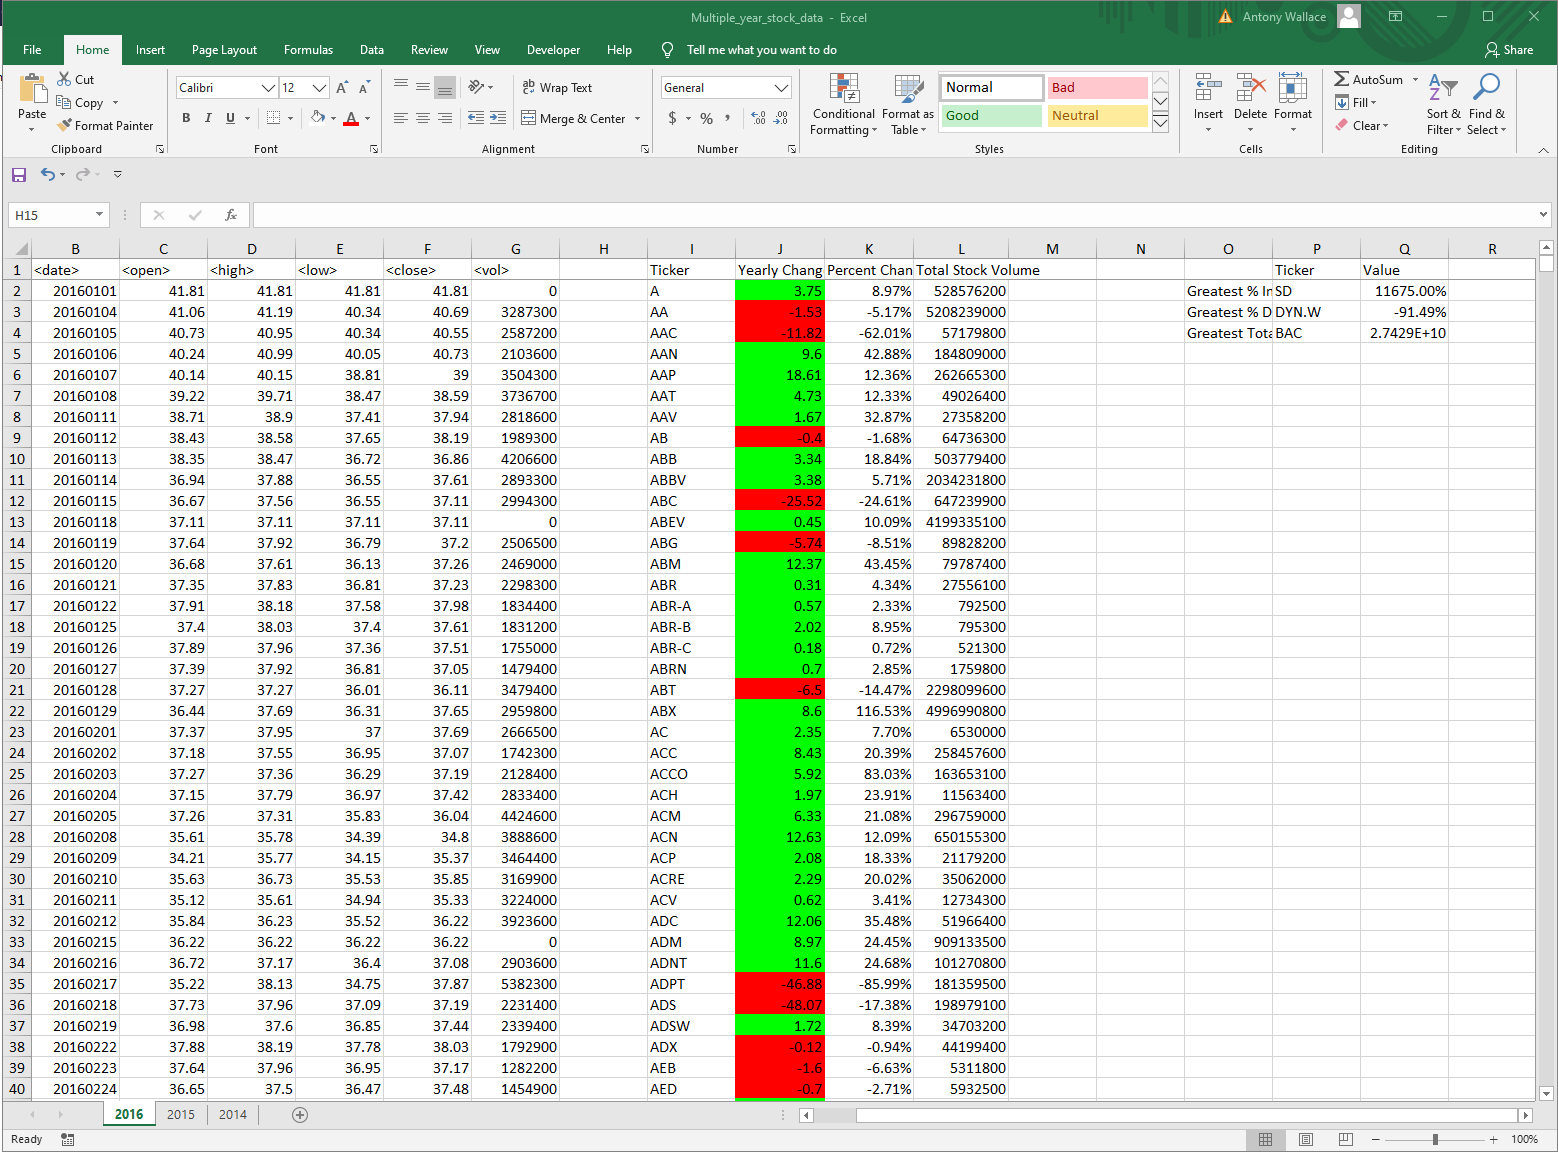 Multiple_year_stock_data - Excel
Antony Wallace
File Home Insert Page Layout Formulas Data Review View Developer Help Tell me what you want to do Share
Paste Cut Copy Format Painter Clipboard
Calibri 12 A A B I U A Font
ab Wrap Text Merge & Center Alignment
General $ % , Number
Conditional Formatting Format as Table Normal Bad Good Neutral Styles
Insert Delete Format Cells
AutoSum Fill Clear Sort & Filter Find & Select Editing
H15 fx
B C D E F G H I J K L M N O P Q R
1 <date> <open> <high> <low> <close> <vol> Ticker Yearly Chang Percent Chan Total Stock Volume Ticker Value
2 20160101 41.81 41.81 41.81 41.81 0 A 3.75 8.97% 528576200 Greatest % In SD 11675.00%
3 20160104 41.06 41.19 40.34 40.69 3287300 AA -1.53 -5.17% 5208239000 Greatest % D DYN.W -91.49%
4 20160105 40.73 40.95 40.34 40.55 2587200 AAC -11.82 -62.01% 57179800 Greatest Tota BAC 2.7429E+10
5 20160106 40.24 40.99 40.05 40.73 2103600 AAN 9.6 42.88% 184809000
6 20160107 40.14 40.15 38.81 39 3504300 AAP 18.61 12.36% 262665300
7 20160108 39.22 39.71 38.47 38.59 3736700 AAT 4.73 12.33% 49026400
8 20160111 38.71 38.9 37.41 37.94 2818600 AAV 1.67 32.87% 27358200
9 20160112 38.43 38.58 37.65 38.19 1989300 AB -0.4 -1.68% 64736300
10 20160113 38.35 38.47 36.72 36.86 4206600 ABB 3.34 18.84% 503779400
11 20160114 36.94 37.88 36.55 37.61 2893300 ABBV 3.38 5.71% 2034231800
12 20160115 36.67 37.56 36.55 37.11 2994300 ABC -25.52 -24.61% 647239900
13 20160118 37.11 37.11 37.11 37.11 0 ABEV 0.45 10.09% 4199335100
14 20160119 37.64 37.92 36.79 37.2 2506500 ABG -5.74 -8.51% 89828200
15 20160120 36.68 37.61 36.13 37.26 2469000 ABM 12.37 43.45% 79787400
16 20160121 37.35 37.83 36.81 37.23 2298300 ABR 0.31 4.34% 27556100
17 20160122 37.91 38.18 37.58 37.98 1834400 ABR-A 0.57 2.33% 792500
18 20160125 37.4 38.03 37.4 37.61 1831200 ABR-B 2.02 8.95% 795300
19 20160126 37.89 37.96 37.36 37.51 1755000 ABR-C 0.18 0.72% 521300
20 20160127 37.39 37.92 36.81 37.05 1479400 ABRN 0.7 2.85% 1759800
21 20160128 37.27 37.27 36.01 36.11 3479400 ABT -6.5 -14.47% 2298099600
22 20160129 36.44 37.69 36.31 37.65 2959800 ABX 8.6 116.53% 4996990800
23 20160201 37.37 37.95 37 37.69 2666500 AC 2.35 7.70% 6530000
24 20160202 37.18 37.55 36.95 37.07 1742300 ACC 8.43 20.39% 258457600
25 20160203 37.27 37.36 36.29 37.19 2128400 ACCO 5.92 83.03% 163653100
26 20160204 37.15 37.79 36.97 37.42 2833400 ACH 1.97 23.91% 11563400
27 20160205 37.26 37.31 35.83 36.04 4424600 ACM 6.33 21.08% 296759000
28 20160208 35.61 35.78 34.39 34.8 3888600 ACN 12.63 12.09% 650155300
29 20160209 34.21 35.77 34.15 35.37 3464400 ACP 2.08 18.33% 21179200
30 20160210 35.63 36.73 35.53 35.85 3169900 ACRE 2.29 20.02% 35062000
31 20160211 35.12 35.61 34.94 35.33 3224000 ACV 0.62 3.41% 12734300
32 20160212 35.84 36.23 35.52 36.22 3923600 ADC 12.06 35.48% 51966400
33 20160215 36.22 36.22 36.22 36.22 0 ADM 8.97 24.45% 909133500
34 20160216 36.72 37.17 36.4 37.08 2903600 ADNT 11.6 24.68% 101270800
35 20160217 35.22 38.13 34.75 37.87 5382300 ADPT -46.88 -85.99% 181359500
36 20160218 37.73 37.96 37.09 37.19 2231400 ADS -48.07 -17.38% 198979100
37 20160219 36.98 37.6 36.85 37.44 2339400 ADSW 1.72 8.39% 34703200
38 20160222 37.88 38.19 37.78 38.03 1792900 ADX -0.12 -0.94% 44199400
39 20160223 37.64 37.96 36.95 37.17 1282200 AEB -1.6 -6.63% 5311800
40 20160224 36.65 37.5 36.47 37.48 1454900 AED -0.7 -2.71% 5932500
2016 2015 2014
Ready 100%